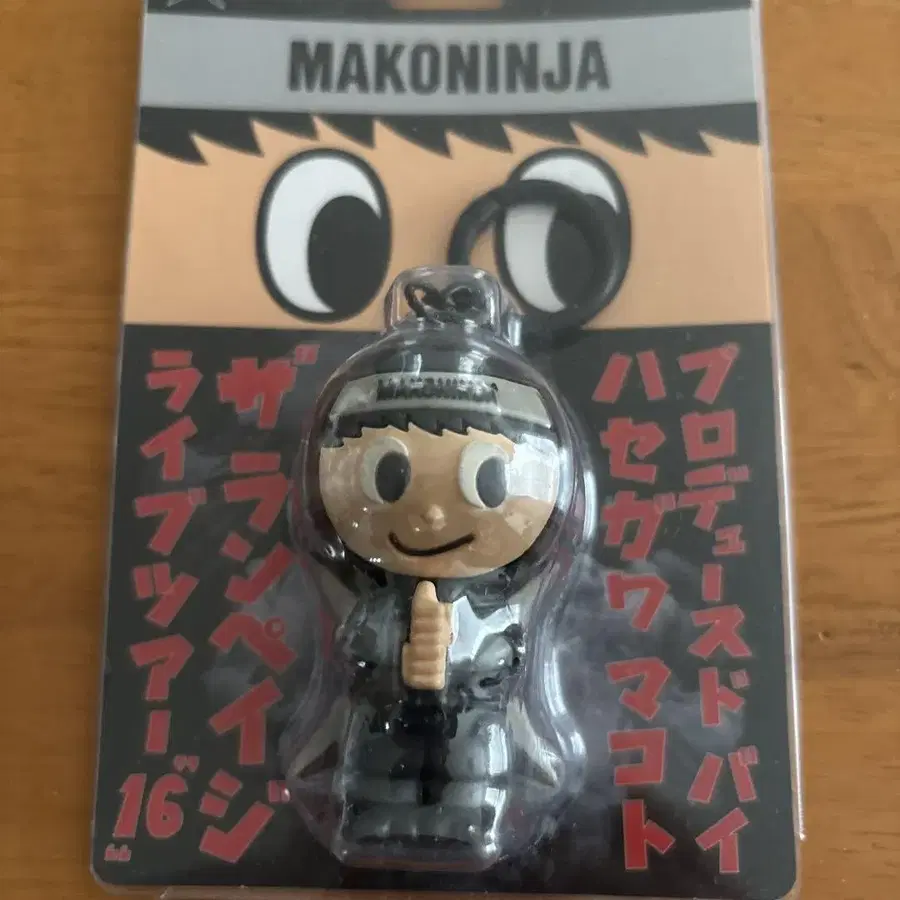 MAKONINJA
MAKONINJA
プロデュースド バイ
ハセガワ マコト
ザランペイジ
ライブツアー"16